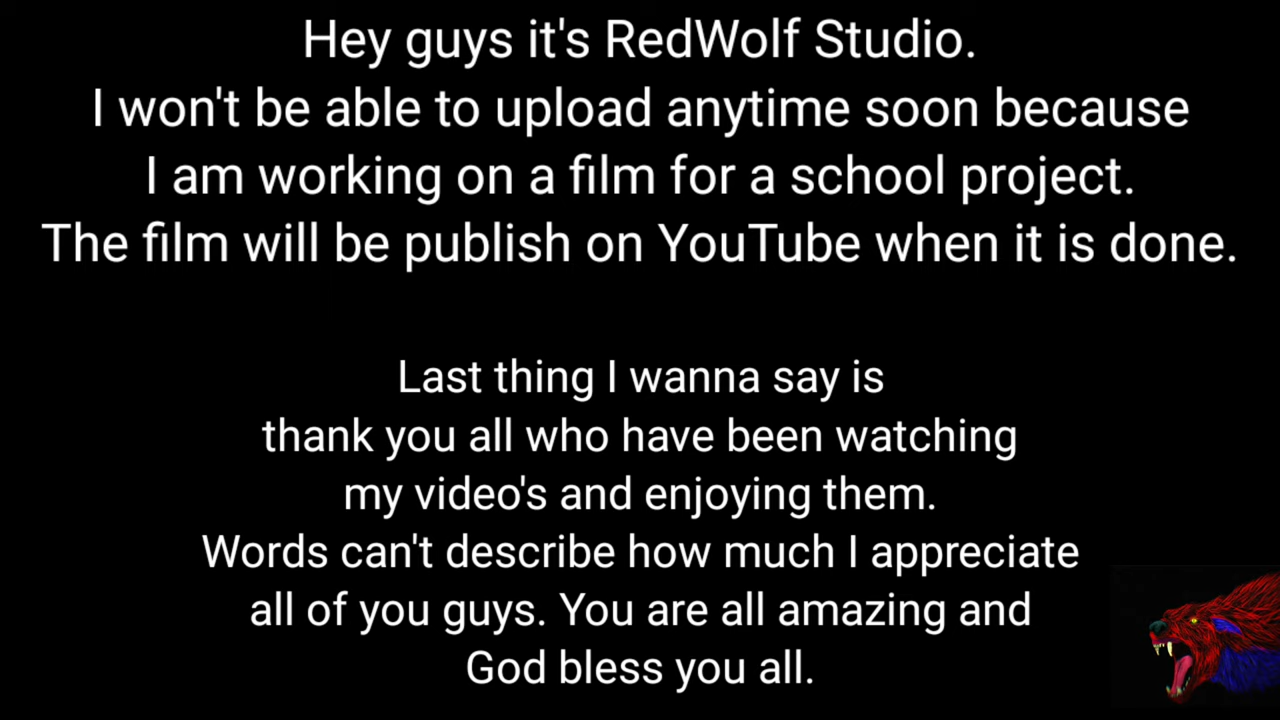 Hey guys it's RedWolf Studio.
I won't be able to upload anytime soon because
I am working on a film for a school project.
The film will be publish on YouTube when it is done.
Last thing I wanna say is
thank you all who have been watching
my video's and enjoying them.
Words can't describe how much I appreciate
all of you guys. You are all amazing and
God bless you all.